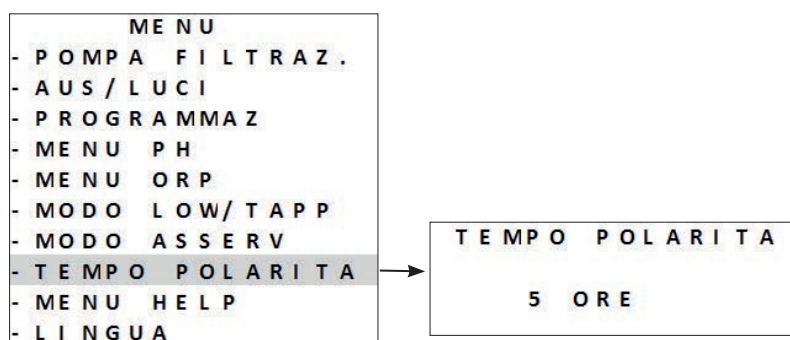 MENU
- POMPA FILTRAZ.
- AUS/LUCI
- PROGRAMMAZ
- MENU PH
- MENU ORP
- MODO LOW/TAPP
- MODO ASSERV
- TEMPO POLARITA
- MENU HELP
- LINGUA
TEMPO POLARITA
5 ORE